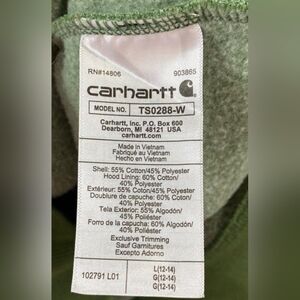 RN#14806 903865
carhartt
MODEL NO. TS0288-W
Carhartt, Inc. P.O. Box 600
Dearborn, MI 48121 USA
carhartt.com
Made in Vietnam
Fabriqué au Vietnam
Hecho en Vietnam
Shell: 55% Cotton/45% Polyester
Hood Lining: 60% Cotton/
40% Polyester
Extérieur: 55% Coton/45% Polyester
Doublure de capuche: 60% Coton/
40% Polyester
Tela Exterior: 55% Algodón/
45% Poliéster
Forro de la capucha: 60% Algodón/
40% Poliéster
Exclusive Trimming
Sauf Garnitures
Excepto Adorno
102791 L01
L(12-14)
G(12-14)
G(12-14)